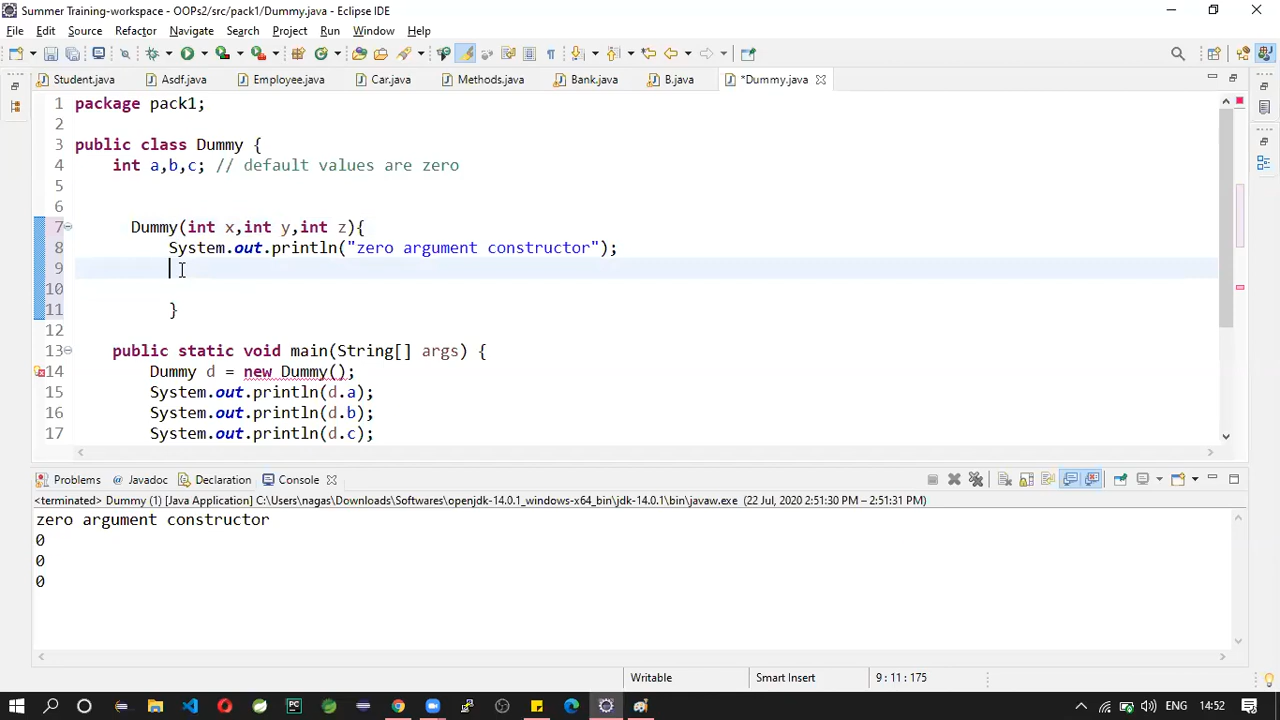 Summer Training-workspace - OOPs2/src/pack1/Dummy.java - Eclipse IDE
File Edit Source Refactor Navigate Search Project Run Window Help
Student.java Asdf.java Employee.java Car.java Methods.java Bank.java B.java *Dummy.java
1 package pack1;
2
3 public class Dummy {
4 int a,b,c; // default values are zero
5
6
7 Dummy(int x,int y,int z){
8 System.out.println("zero argument constructor");
9
10
11 }
12
13 public static void main(String[] args) {
14 Dummy d = new Dummy();
15 System.out.println(d.a);
16 System.out.println(d.b);
17 System.out.println(d.c);
Problems @ Javadoc Declaration Console
<terminated> Dummy (1) [Java Application] C:\Users\nagas\Downloads\Softwares\openjdk-14.0.1_windows-x64_bin\jdk-14.0.1\bin\javaw.exe (22 Jul, 2020 2:51:30 PM – 2:51:31 PM)
zero argument constructor
0
0
0
Writable Smart Insert 9 : 11 : 175
ENG 14:52